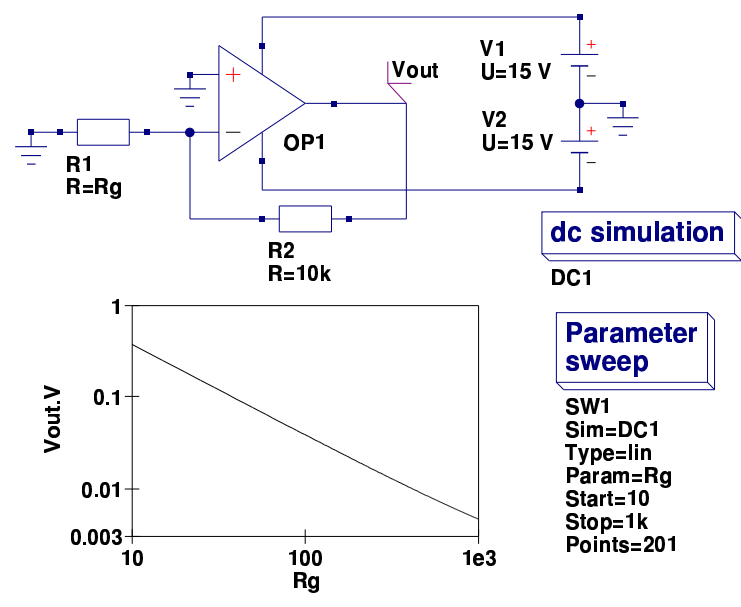 V1
U=15 V
Vout
V2
U=15 V
OP1
R1
R=Rg
R2
R=10k
dc simulation
DC1
Parameter
sweep
SW1
Sim=DC1
Type=lin
Param=Rg
Start=10
Stop=1k
Points=201
1
0.1
0.01
0.003
Vout.V
10
100
1e3
Rg